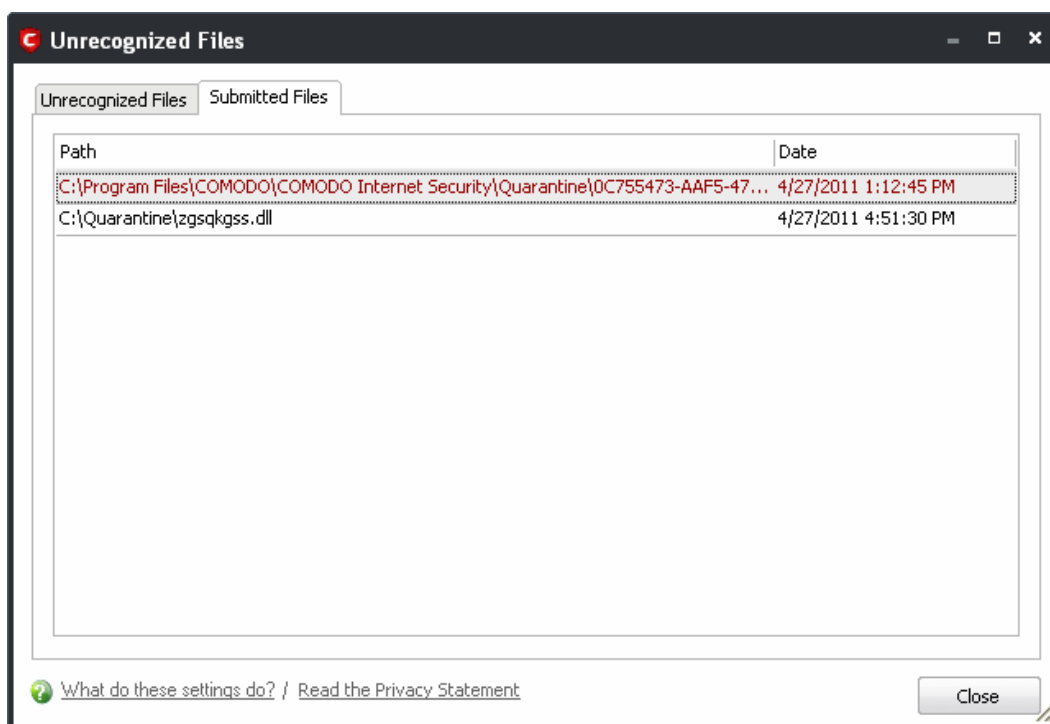 Unrecognized Files
Unrecognized Files Submitted Files
Path Date
C:\Program Files\COMODO\COMODO Internet Security\Quarantine\0C755473-AAF5-47... 4/27/2011 1:12:45 PM
C:\Quarantine\zgsqkgss.dll 4/27/2011 4:51:30 PM
What do these settings do? / Read the Privacy Statement
Close